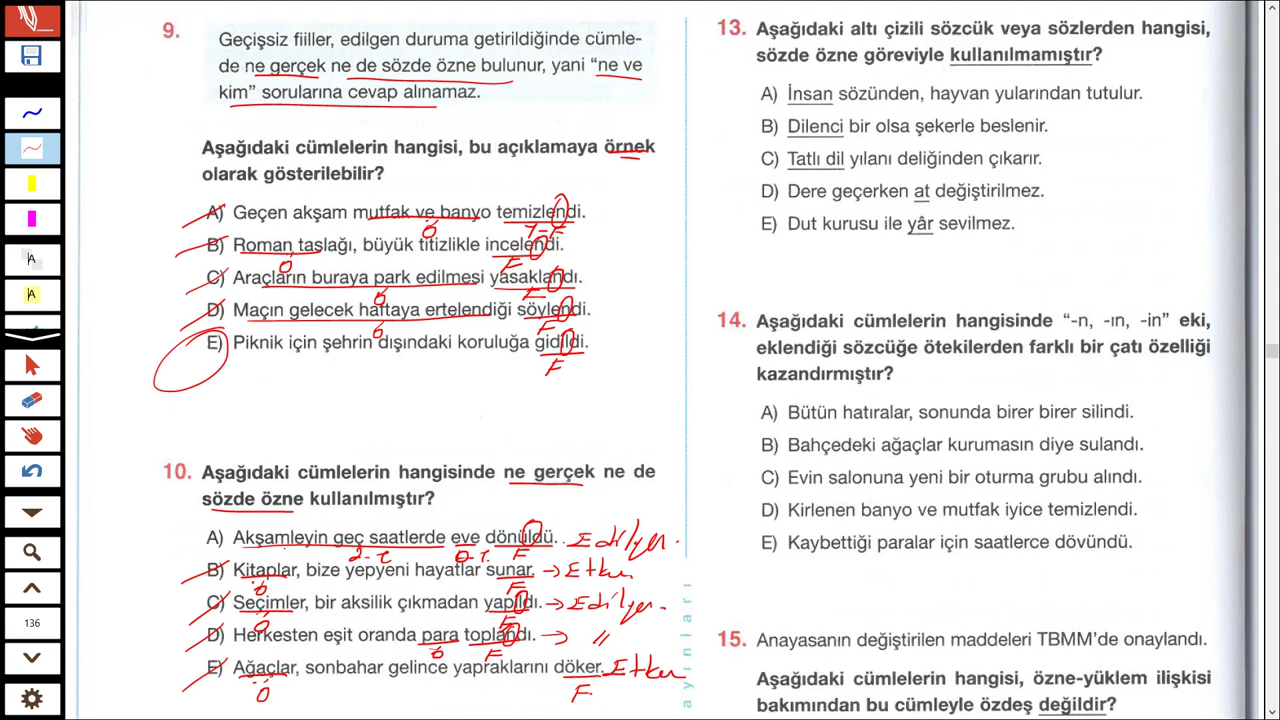 9.
Geçişsiz fiiller, edilgen duruma getirildiğinde cümle-
de ne gerçek ne de sözde özne bulunur, yani “ne ve
kim” sorularına cevap alınamaz.
Aşağıdaki cümlelerin hangisi, bu açıklamaya örnek
olarak gösterilebilir?
A) Geçen akşam mutfak ve banyo temizlendi.
B) Roman taslağı, büyük titizlikle incelendi.
C) Araçların buraya park edilmesi yasaklandı.
D) Maçın gelecek haftaya ertelendiği söylendi.
E) Piknik için şehrin dışındaki koruluğa gidildi.
10. Aşağıdaki cümlelerin hangisinde ne gerçek ne de
sözde özne kullanılmıştır?
A) Akşamleyin geç saatlerde eve dönüldü.
B) Kitaplar, bize yepyeni hayatlar sunar. → Etken
C) Seçimler, bir aksilik çıkmadan yapıldı. →
D) Herkesten eşit oranda para toplandı. → "
E) Ağaçlar, sonbahar gelince yapraklarını döker. Etken
13. Aşağıdaki altı çizili sözcük veya sözlerden hangisi,
sözde özne göreviyle kullanılmamıştır?
A) İnsan sözünden, hayvan yularından tutulur.
B) Dilenci bir olsa şekerle beslenir.
C) Tatlı dil yılanı deliğinden çıkarır.
D) Dere geçerken at değiştirilmez.
E) Dut kurusu ile yâr sevilmez.
14. Aşağıdaki cümlelerin hangisinde “-n, -ın, -in” eki,
eklendiği sözcüğe ötekilerden farklı bir çatı özelliği
kazandırmıştır?
A) Bütün hatıralar, sonunda birer birer silindi.
B) Bahçedeki ağaçlar kurumasın diye sulandı.
C) Evin salonuna yeni bir oturma grubu alındı.
D) Kirlenen banyo ve mutfak iyice temizlendi.
E) Kaybettiği paralar için saatlerce dövündü.
15. Anayasanın değiştirilen maddeleri TBMM’de onaylandı.
Aşağıdaki cümlelerin hangisi, özne-yüklem ilişkisi
bakımından bu cümleyle özdeş değildir?
ayınları
136